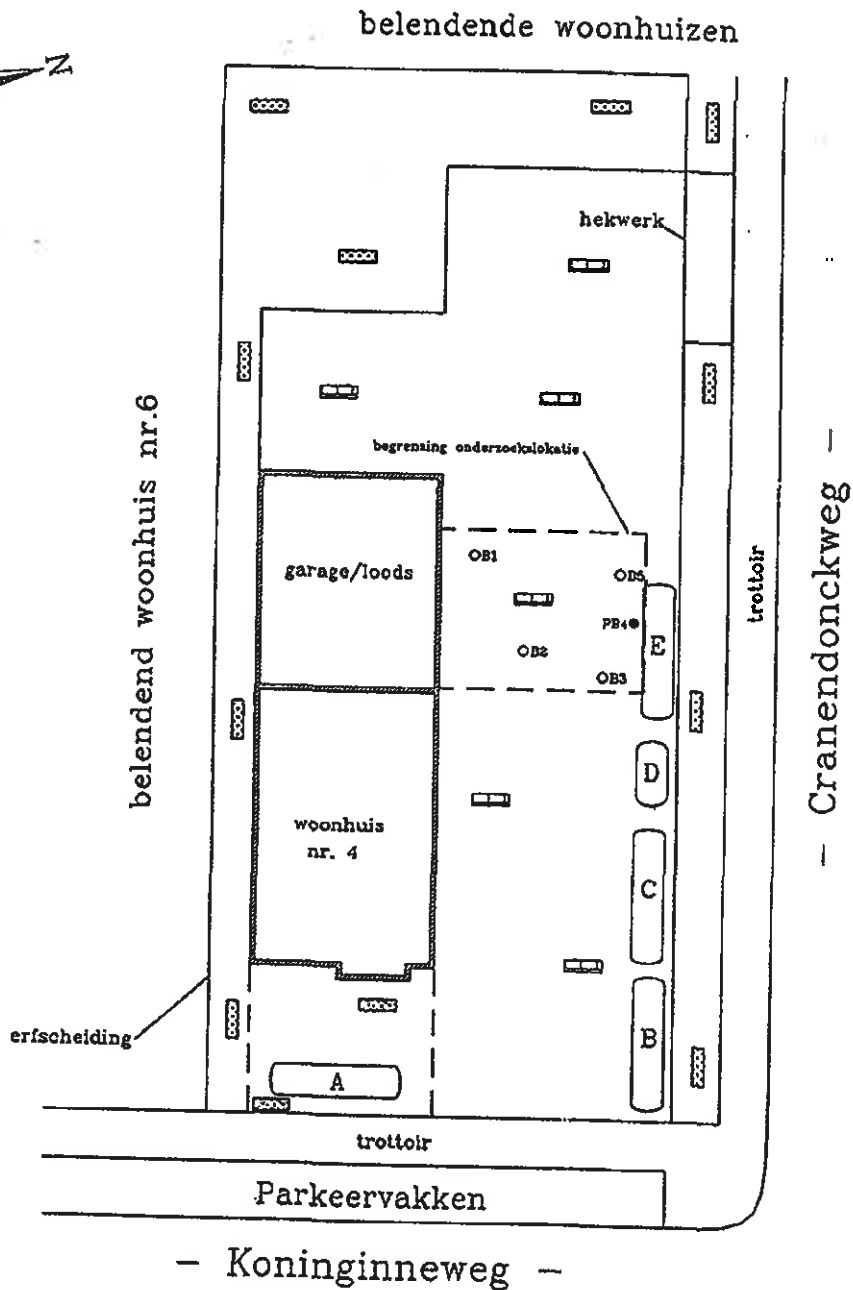 belendende woonhuizen
N
hekwerk
belendend woonhuis nr.6
begrenzing onderzoekslokatie
– Cranendonckweg –
trottoir
garage/loods
OB1
OB5
PB4
E
OB2
OB3
D
woonhuis
nr. 4
C
B
erfscheiding
A
trottoir
Parkeervakken
– Koninginneweg –